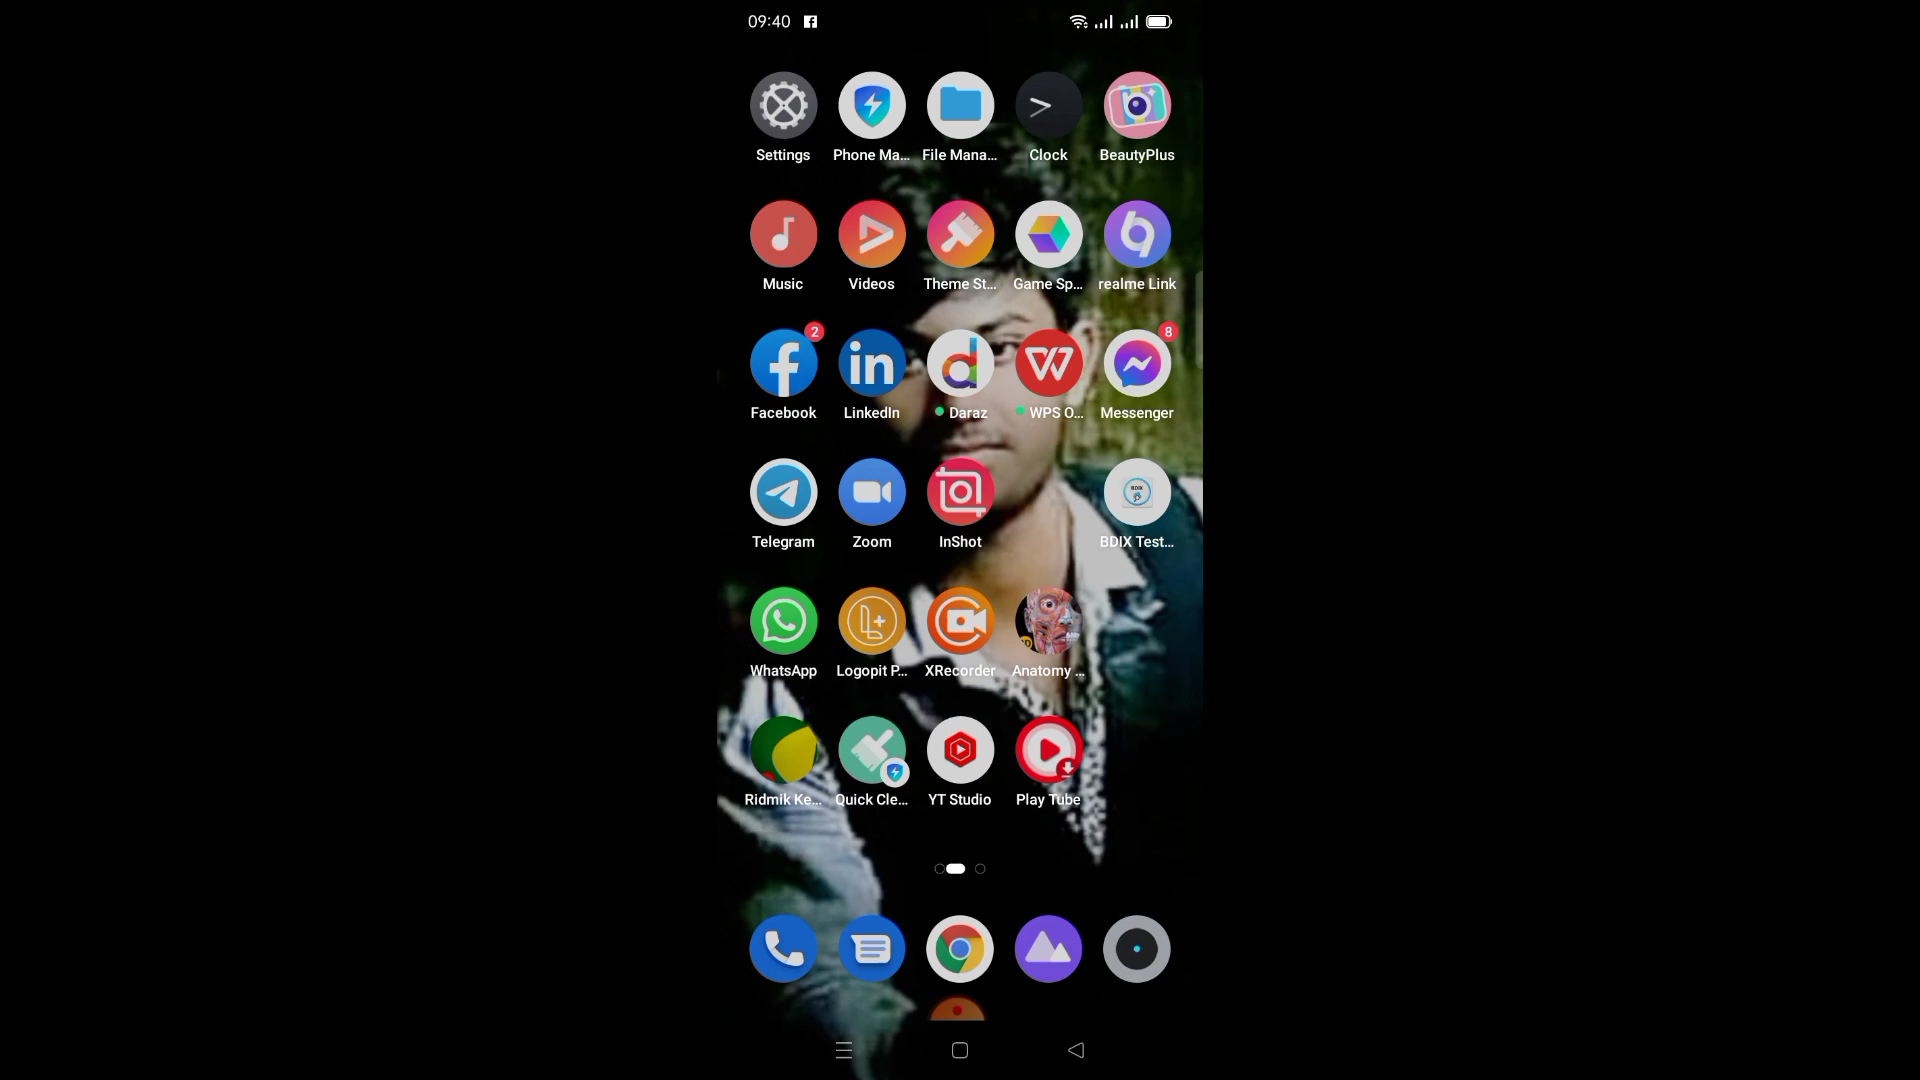 09:40
Settings Phone Ma... File Mana... Clock BeautyPlus
Music Videos Theme St... Game Sp... realme Link
2 8
in
Facebook LinkedIn Daraz WPS O... Messenger
BDIX
Telegram Zoom InShot BDIX Test...
WhatsApp Logopit P... XRecorder Anatomy ...
Ridmik Ke... Quick Cle... YT Studio Play Tube